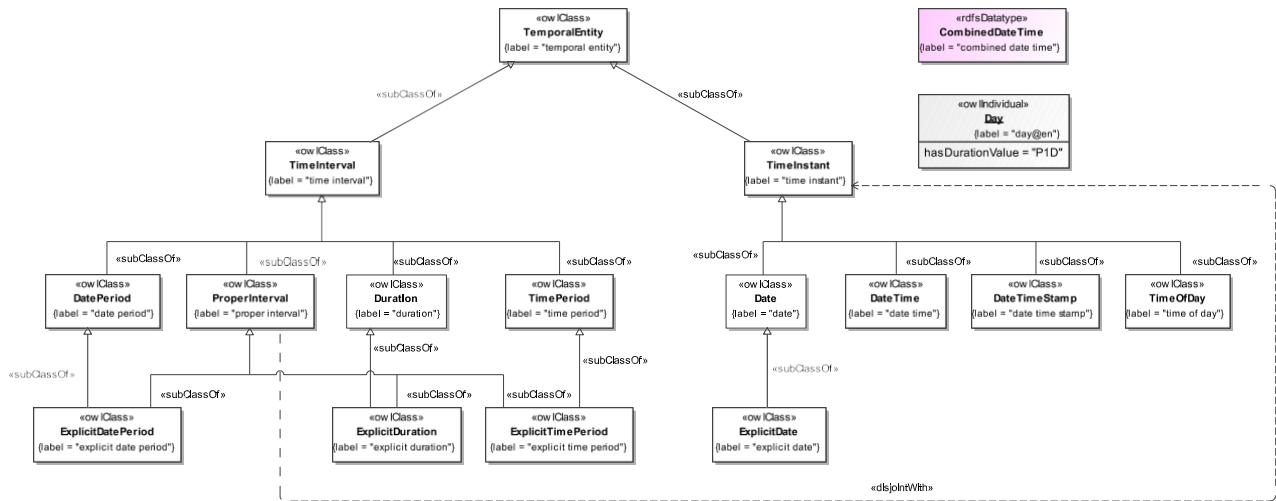 «owlClass»
TemporalEntity
{label = "temporal entity"}
«rdfsDatatype»
CombinedDateTime
{label = "combined date time"}
«subClassOf»
«subClassOf»
«owlIndividual»
Day
{label = "day@en"}
hasDurationValue = "P1D"
«owlClass»
TimeInterval
{label = "time interval"}
«owlClass»
TimeInstant
{label = "time instant"}
«subClassOf»
«subClassOf»
«subClassOf»
«subClassOf»
«subClassOf»
«subClassOf»
«subClassOf»
«subClassOf»
«owlClass»
DatePeriod
{label = "date period"}
«owlClass»
ProperInterval
{label = "proper interval"}
«owlClass»
Duration
{label = "duration"}
«owlClass»
TimePeriod
{label = "time period"}
«owlClass»
Date
{label = "date"}
«owlClass»
DateTime
{label = "date time"}
«owlClass»
DateTimeStamp
{label = "date time stamp"}
«owlClass»
TimeOfDay
{label = "time of day"}
«subClassOf»
«subClassOf»
«subClassOf»
«subClassOf»
«subClassOf»
«subClassOf»
«subClassOf»
«owlClass»
ExplicitDatePeriod
{label = "explicit date period"}
«owlClass»
ExplicitDuration
{label = "explicit duration"}
«owlClass»
ExplicitTimePeriod
{label = "explicit time period"}
«owlClass»
ExplicitDate
{label = "explicit date"}
«disjointWith»